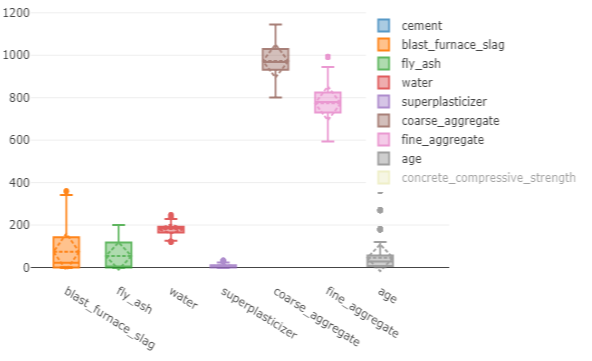 1200
1000
800
600
400
200
0
blast_furnace_slag
fly_ash
water
superplasticizer
coarse_aggregate
fine_aggregate
age
cement
blast_furnace_slag
fly_ash
water
superplasticizer
coarse_aggregate
fine_aggregate
age
concrete_compressive_strength